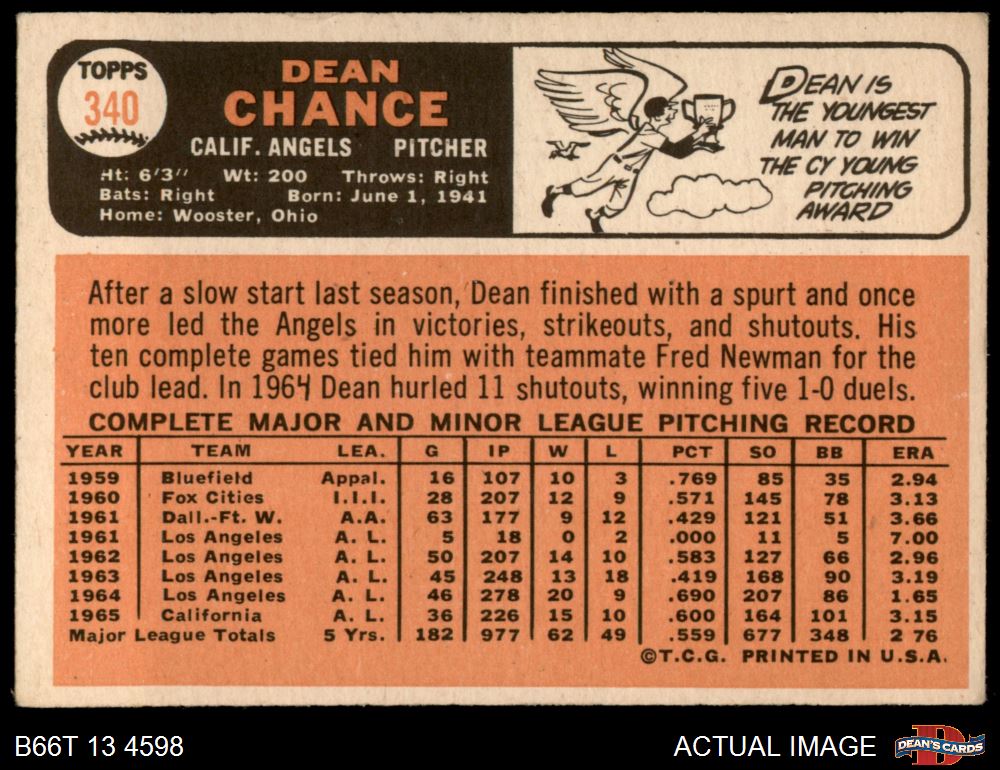 TOPPS
340
DEAN
CHANCE
CALIF. ANGELS PITCHER
Ht: 6'3" Wt: 200 Throws: Right
Bats: Right Born: June 1, 1941
Home: Wooster, Ohio
DEAN IS
THE YOUNGEST
MAN TO WIN
THE CY YOUNG
PITCHING
AWARD
After a slow start last season, Dean finished with a spurt and once
more led the Angels in victories, strikeouts, and shutouts. His
ten complete games tied him with teammate Fred Newman for the
club lead. In 1964 Dean hurled 11 shutouts, winning five 1-0 duels.
COMPLETE MAJOR AND MINOR LEAGUE PITCHING RECORD
YEAR TEAM LEA. G IP W L PCT SO BB ERA
1959 Bluefield Appal. 16 107 10 3 .769 85 35 2.94
1960 Fox Cities I.I.I. 28 207 12 9 .571 145 78 3.13
1961 Dall.-Ft. W. A.A. 63 177 9 12 .429 121 51 3.66
1961 Los Angeles A. L. 5 18 0 2 .000 11 5 7.00
1962 Los Angeles A. L. 50 207 14 10 .583 127 66 2.96
1963 Los Angeles A. L. 45 248 13 18 .419 168 90 3.19
1964 Los Angeles A. L. 46 278 20 9 .690 207 86 1.65
1965 California A. L. 36 226 15 10 .600 164 101 3.15
Major League Totals 5 Yrs. 182 977 62 49 .559 677 348 2 76
©T.C.G. PRINTED IN U.S.A.
B66T 13 4598
ACTUAL IMAGE
DEAN'S CARDS